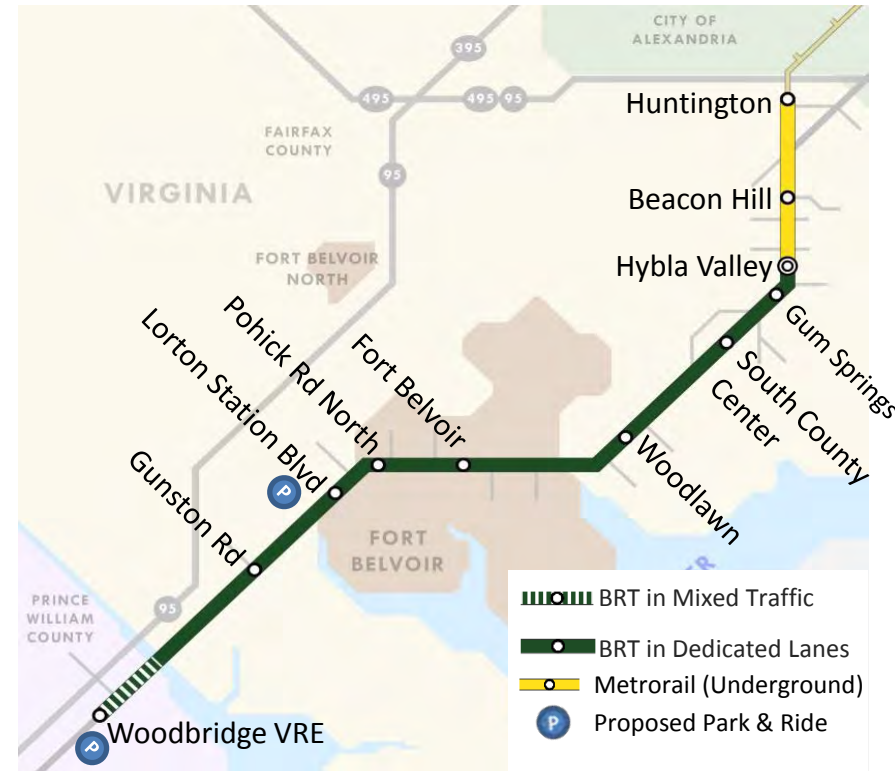 CITY OF
ALEXANDRIA
395
495
495
95
Huntington
FAIRFAX
COUNTY
95
VIRGINIA
Beacon Hill
FORT BELVOIR
NORTH
Hybla Valley
Gum Springs
South County
Center
Woodlawn
Fort Belvoir
Pohick Rd North
Lorton Station Blvd
P
Gunston Rd
FORT
BELVOIR
PRINCE
WILLIAM
COUNTY
95
Woodbridge VRE
P
BRT in Mixed Traffic
BRT in Dedicated Lanes
Metrorail (Underground)
P
Proposed Park & Ride